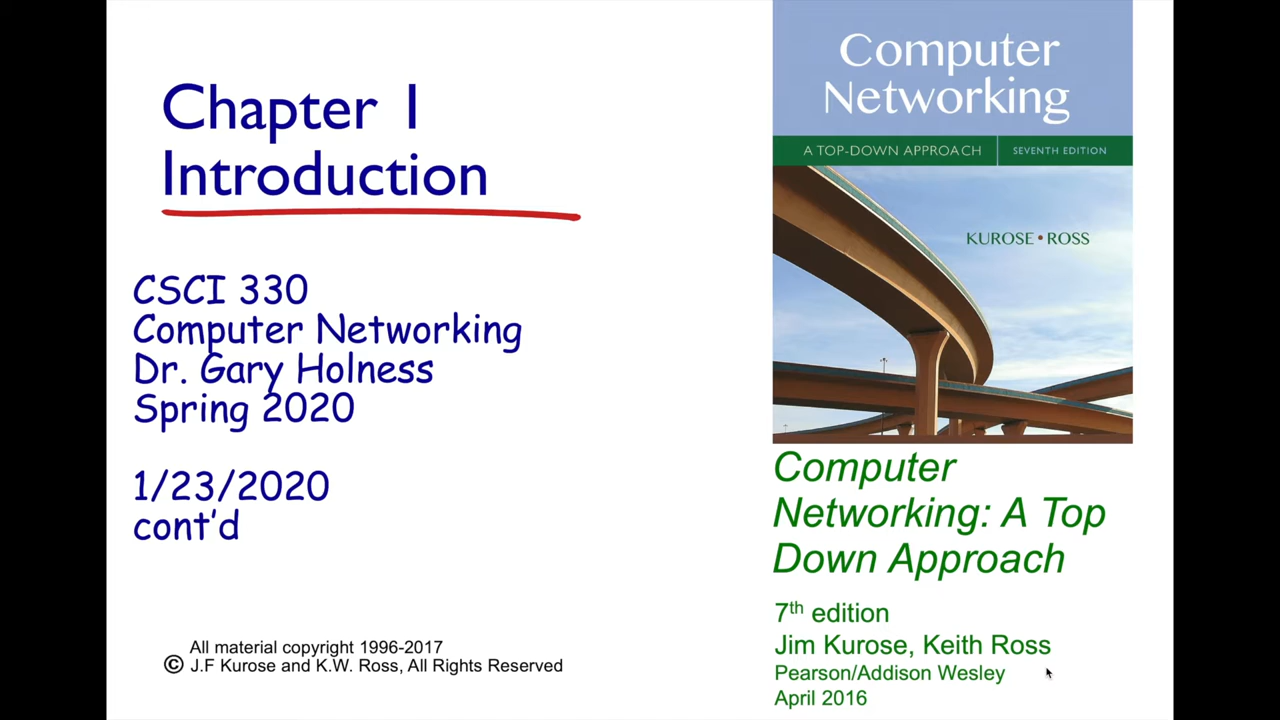 Chapter 1
Introduction
CSCI 330
Computer Networking
Dr. Gary Holness
Spring 2020
1/23/2020
cont'd
All material copyright 1996-2017
© J.F Kurose and K.W. Ross, All Rights Reserved
Computer
Networking
A TOP-DOWN APPROACH SEVENTH EDITION
KUROSE • ROSS
Computer
Networking: A Top
Down Approach
7th edition
Jim Kurose, Keith Ross
Pearson/Addison Wesley
April 2016